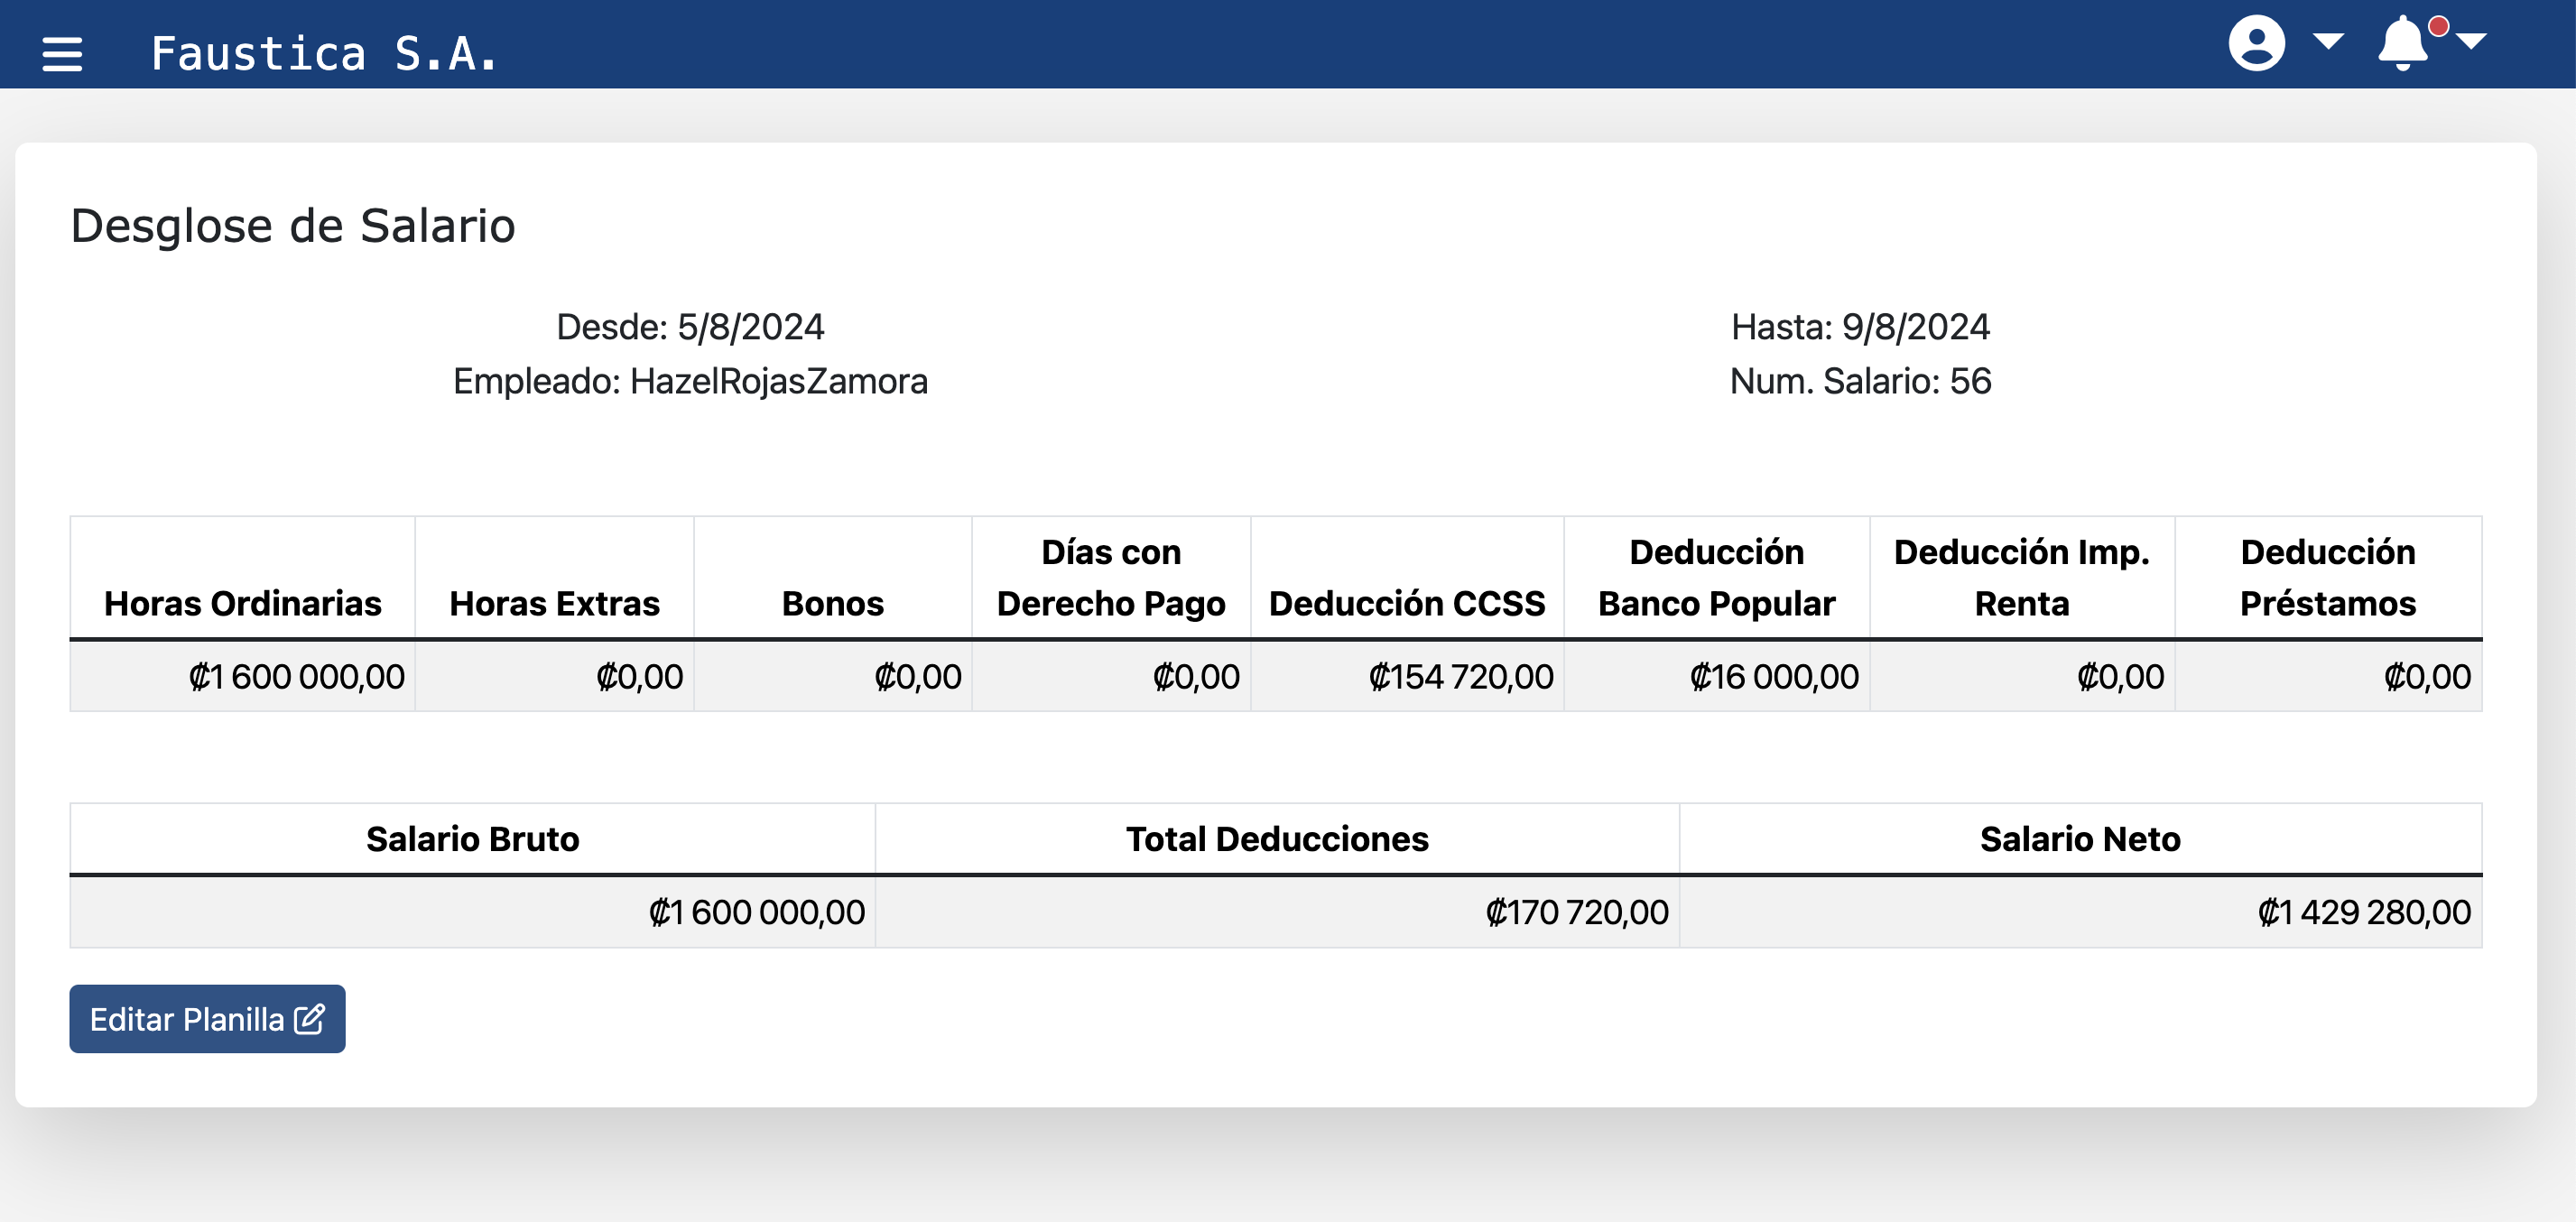 Faustica S.A.
Desglose de Salario
Desde: 5/8/2024
Hasta: 9/8/2024
Empleado: HazelRojasZamora
Num. Salario: 56
Horas Ordinarias
Horas Extras
Bonos
Días con
Derecho Pago
Deducción CCSS
Deducción
Banco Popular
Deducción Imp.
Renta
Deducción
Préstamos
₡1 600 000,00
₡0,00
₡0,00
₡0,00
₡154 720,00
₡16 000,00
₡0,00
₡0,00
Salario Bruto
Total Deducciones
Salario Neto
₡1 600 000,00
₡170 720,00
₡1 429 280,00
Editar Planilla